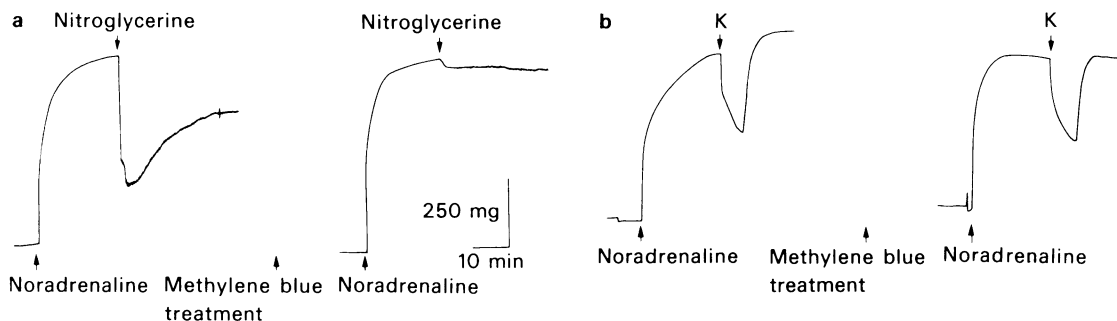 a
Nitroglycerine
Nitroglycerine
250 mg
10 min
Noradrenaline
Methylene blue
treatment
Noradrenaline
b
K
K
Noradrenaline
Methylene blue
treatment
Noradrenaline